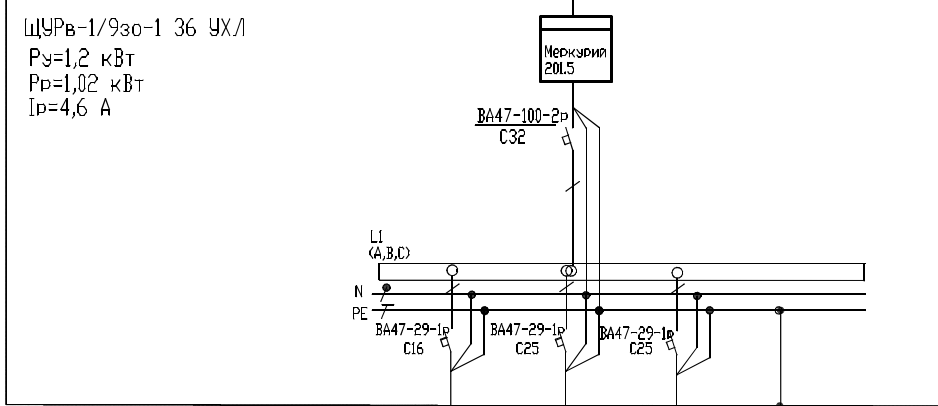 ЩУРв-1/9зо-1 36 УХЛ
Ру=1,2 кВт
Рр=1,02 кВт
Iр=4,6 А
Меркурий
201.5
ВА47-100-2р
С32
L1
(А,В,С)
N
PE
ВА47-29-1р
С16
ВА47-29-1р
С25
ВА47-29-1р
С25